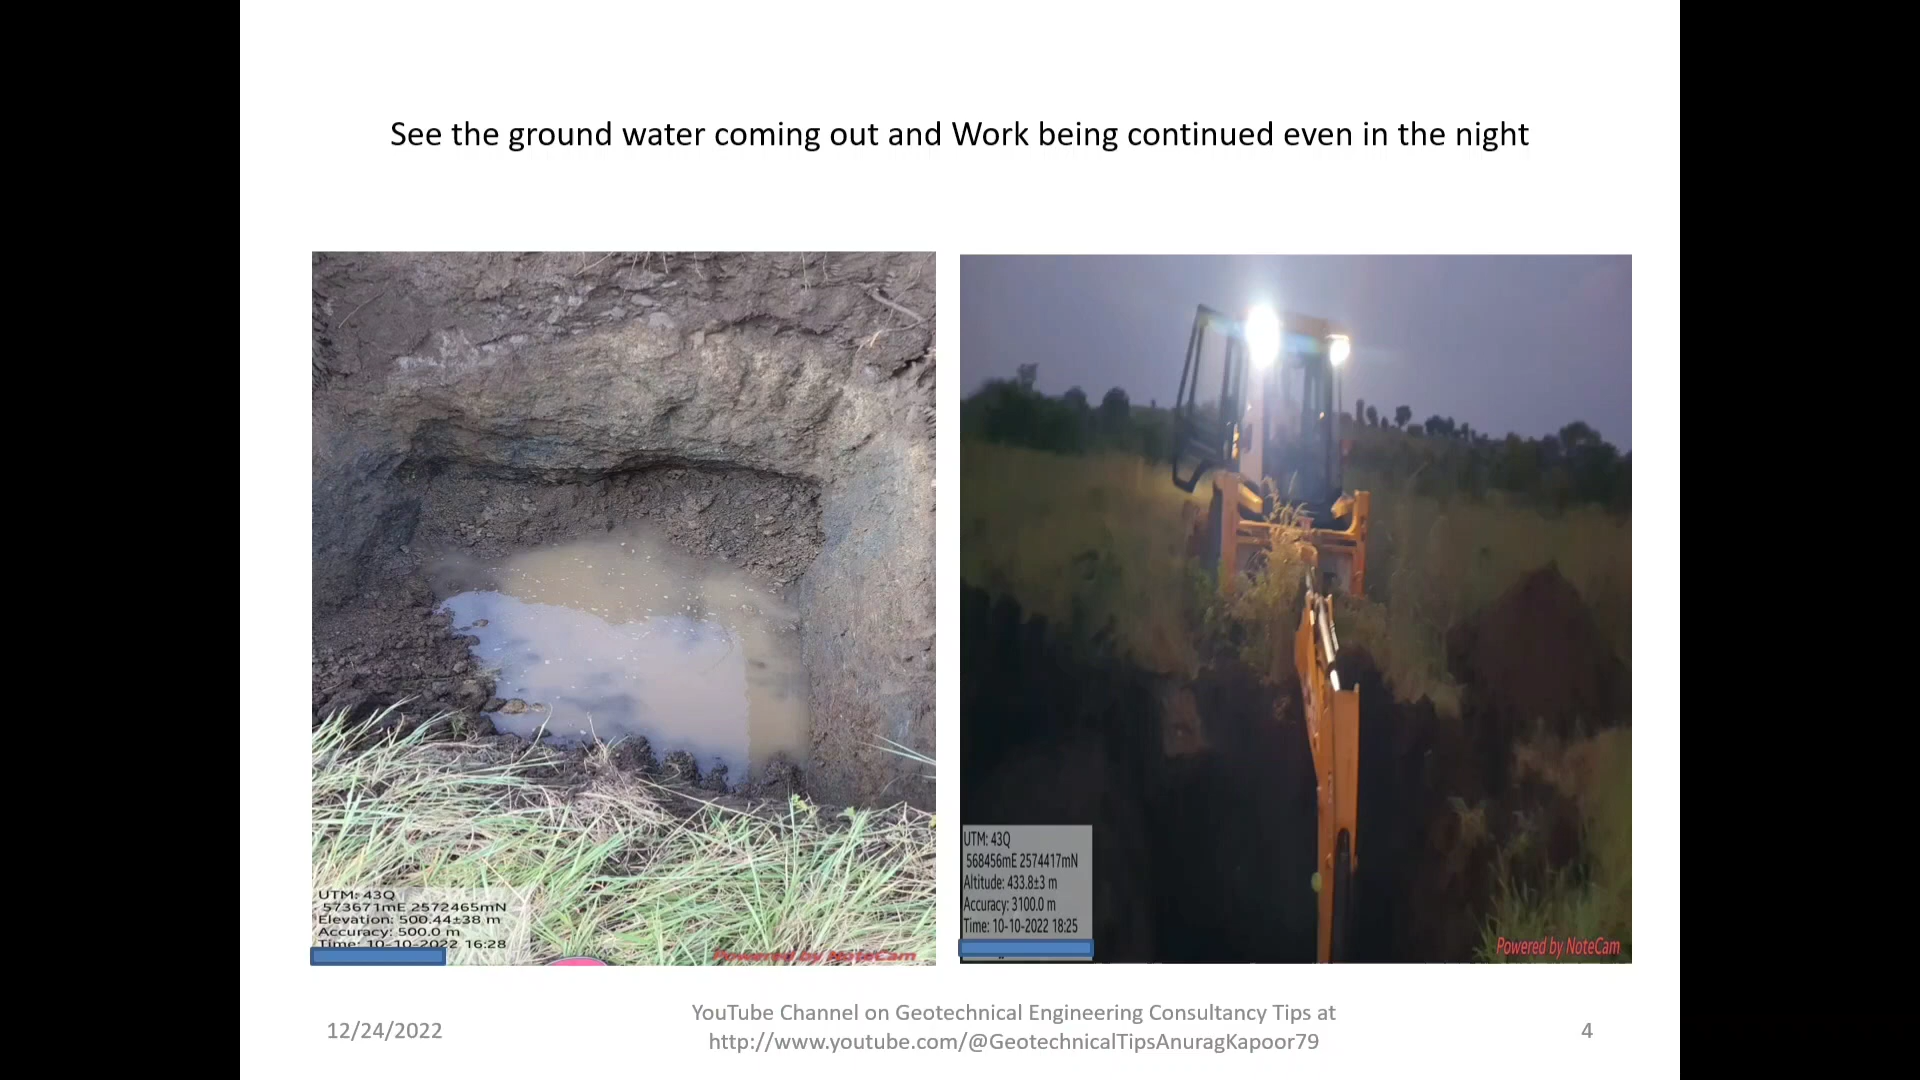 See the ground water coming out and Work being continued even in the night
UTM: 43Q
573671mE 2572465mN
Elevation: 500.44±38 m
Accuracy: 500.0 m
Time: 10-10-2022 16:28
Powered by NoteCam
UTM: 43Q
568456mE 2574417mN
Altitude: 433.8±3 m
Accuracy: 3100.0 m
Time: 10-10-2022 18:25
Powered by NoteCam
12/24/2022
YouTube Channel on Geotechnical Engineering Consultancy Tips at
http://www.youtube.com/@GeotechnicalTipsAnuragKapoor79
4